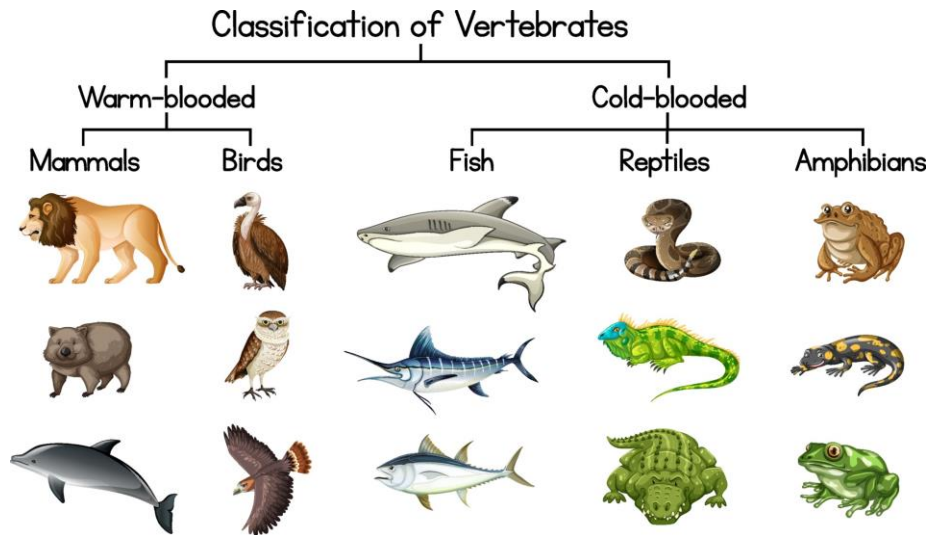 Classification of Vertebrates
Warm-blooded
Cold-blooded
Mammals
Birds
Fish
Reptiles
Amphibians